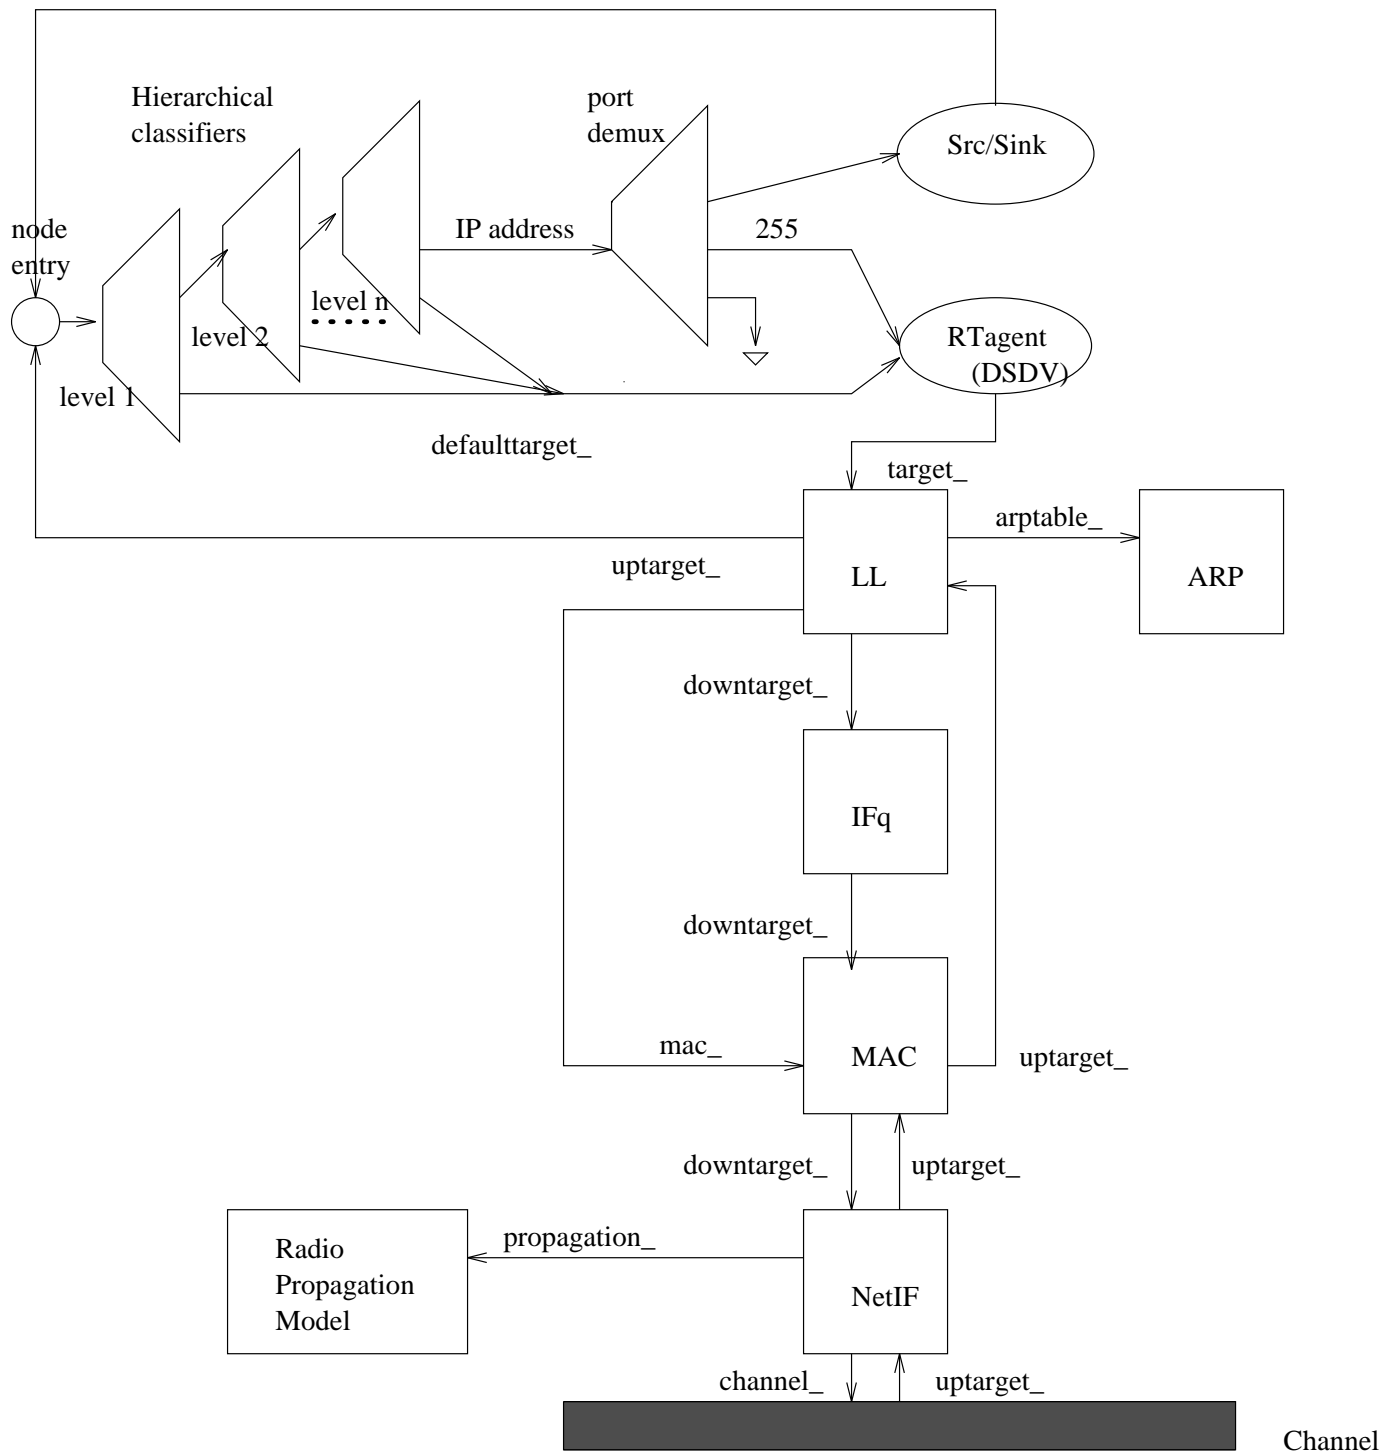 Hierarchical
classifiers
port
demux
Src/Sink
node
entry
IP address
255
level n
level 2
RTagent
(DSDV)
level 1
defaulttarget_
target_
arptable_
uptarget_
LL
ARP
downtarget_
IFq
downtarget_
mac_
MAC
uptarget_
downtarget_
uptarget_
propagation_
Radio
Propagation
Model
NetIF
channel_
uptarget_
Channel